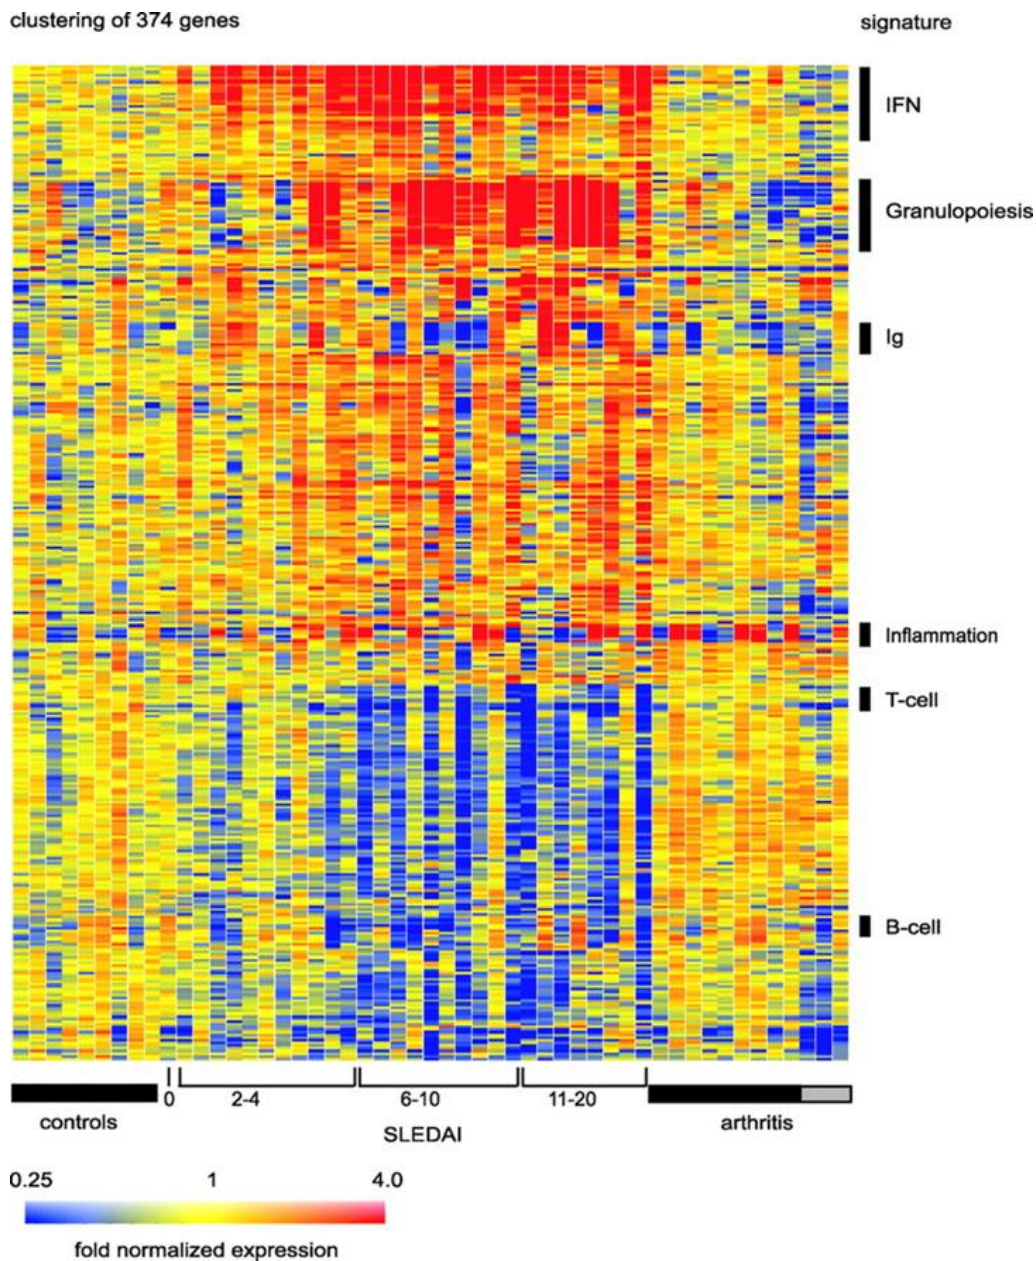 clustering of 374 genes
signature
IFN
Granulopoiesis
Ig
Inflammation
T-cell
B-cell
0
2-4
6-10
11-20
controls
SLEDAI
arthritis
0.25
1
4.0
fold normalized expression